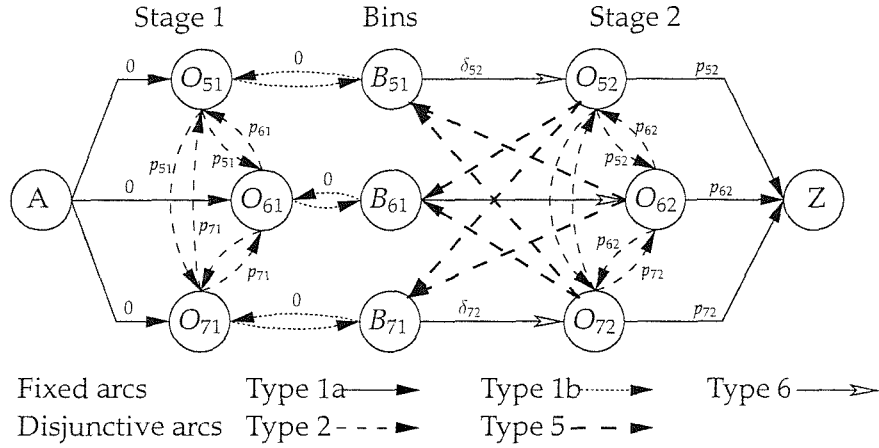 Stage 1 Bins Stage 2
0 O51 0 B51 δ52 O52 p52
p61 p62
p51 p51 p52
A 0 O61 0 B61 O62 p62 Z
p71 p62
p71 p72
0 O71 0 B71 δ72 O72 p72
Fixed arcs Type 1a Type 1b Type 6
Disjunctive arcs Type 2 Type 5